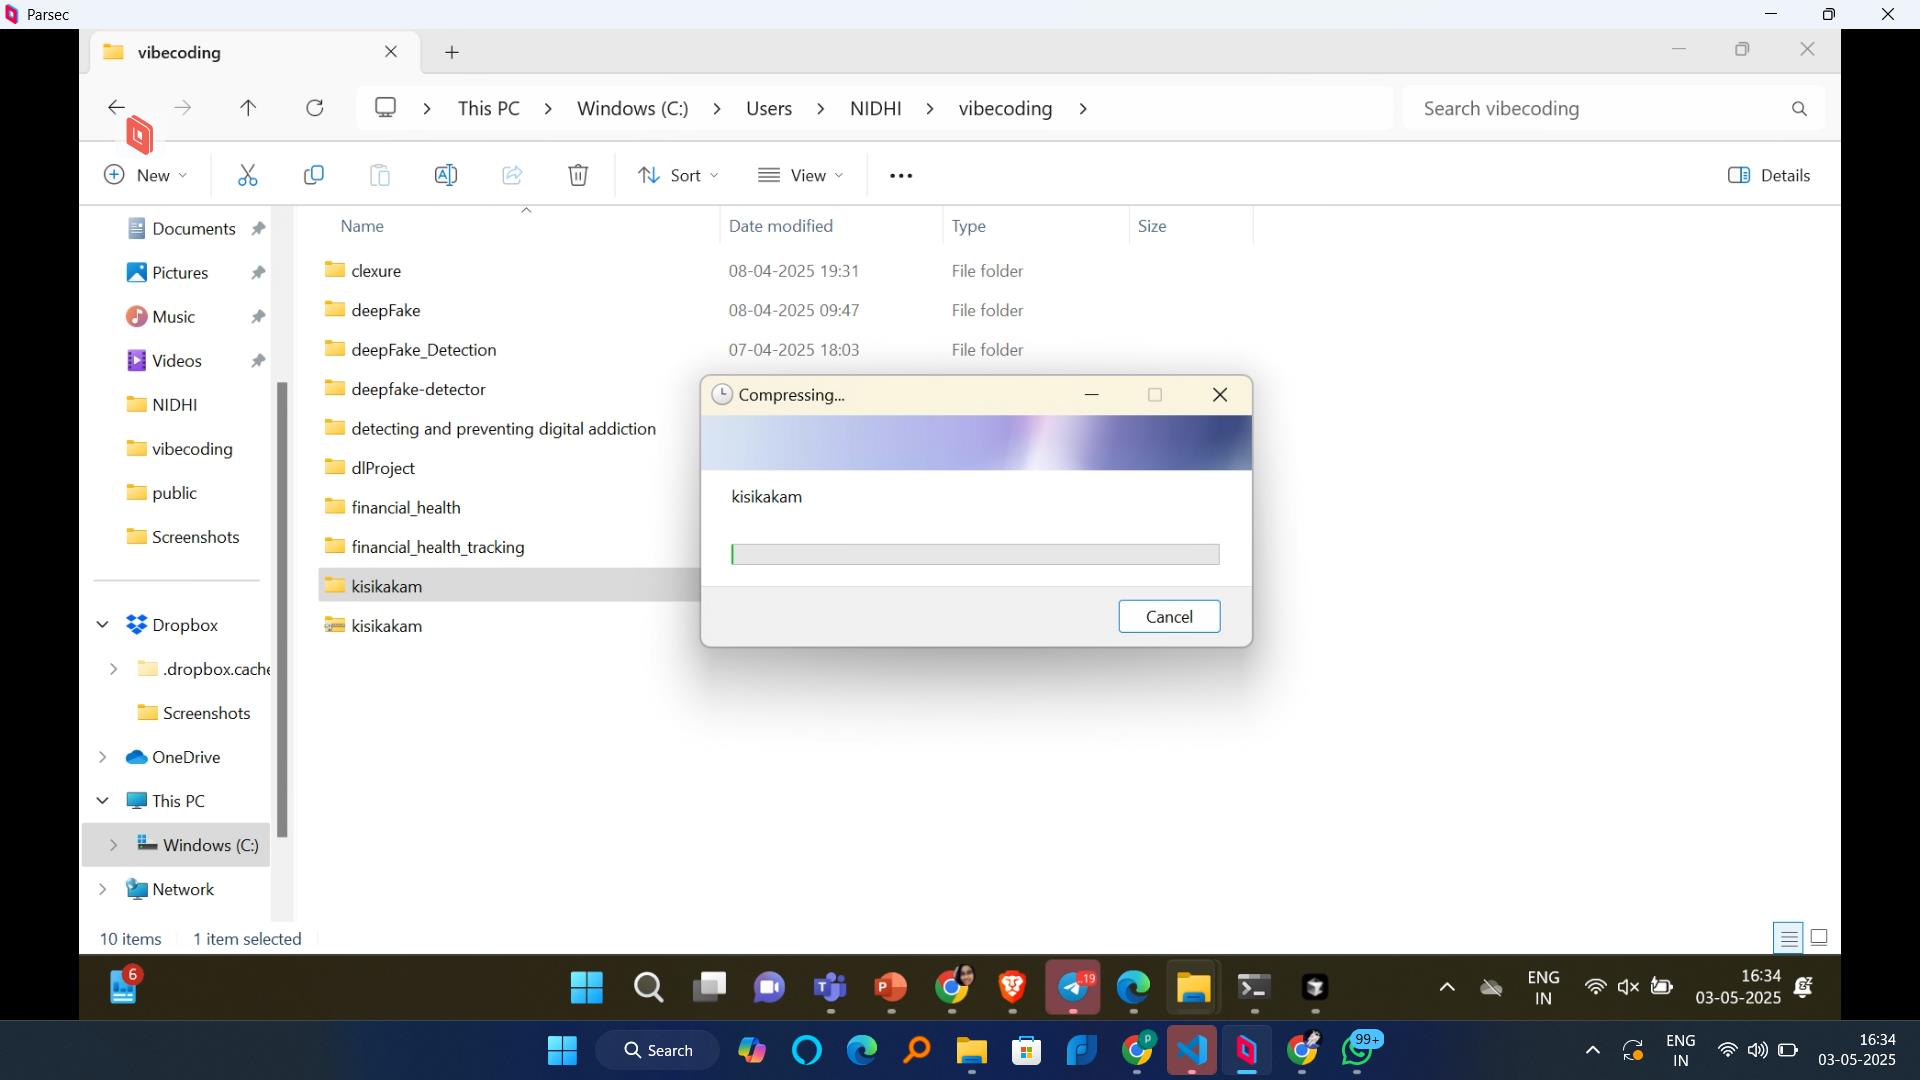 Parsec
vibecoding
This PC
Windows (C:)
Users
NIDHI
vibecoding
Search vibecoding
New
Sort
View
Details
Name
Date modified
Type
Size
Documents
Pictures
Music
Videos
NIDHI
vibecoding
public
Screenshots
Dropbox
.dropbox.cache
Screenshots
OneDrive
This PC
Windows (C:)
Network
clexure 08-04-2025 19:31 File folder
deepFake 08-04-2025 09:47 File folder
deepFake_Detection 07-04-2025 18:03 File folder
deepfake-detector
detecting and preventing digital addiction
dlProject
financial_health
financial_health_tracking
kisikakam
kisikakam
Compressing...
kisikakam
Cancel
10 items 1 item selected
6
19
ENG
IN
16:34
03-05-2025
Search
P
99+
ENG
IN
16:34
03-05-2025